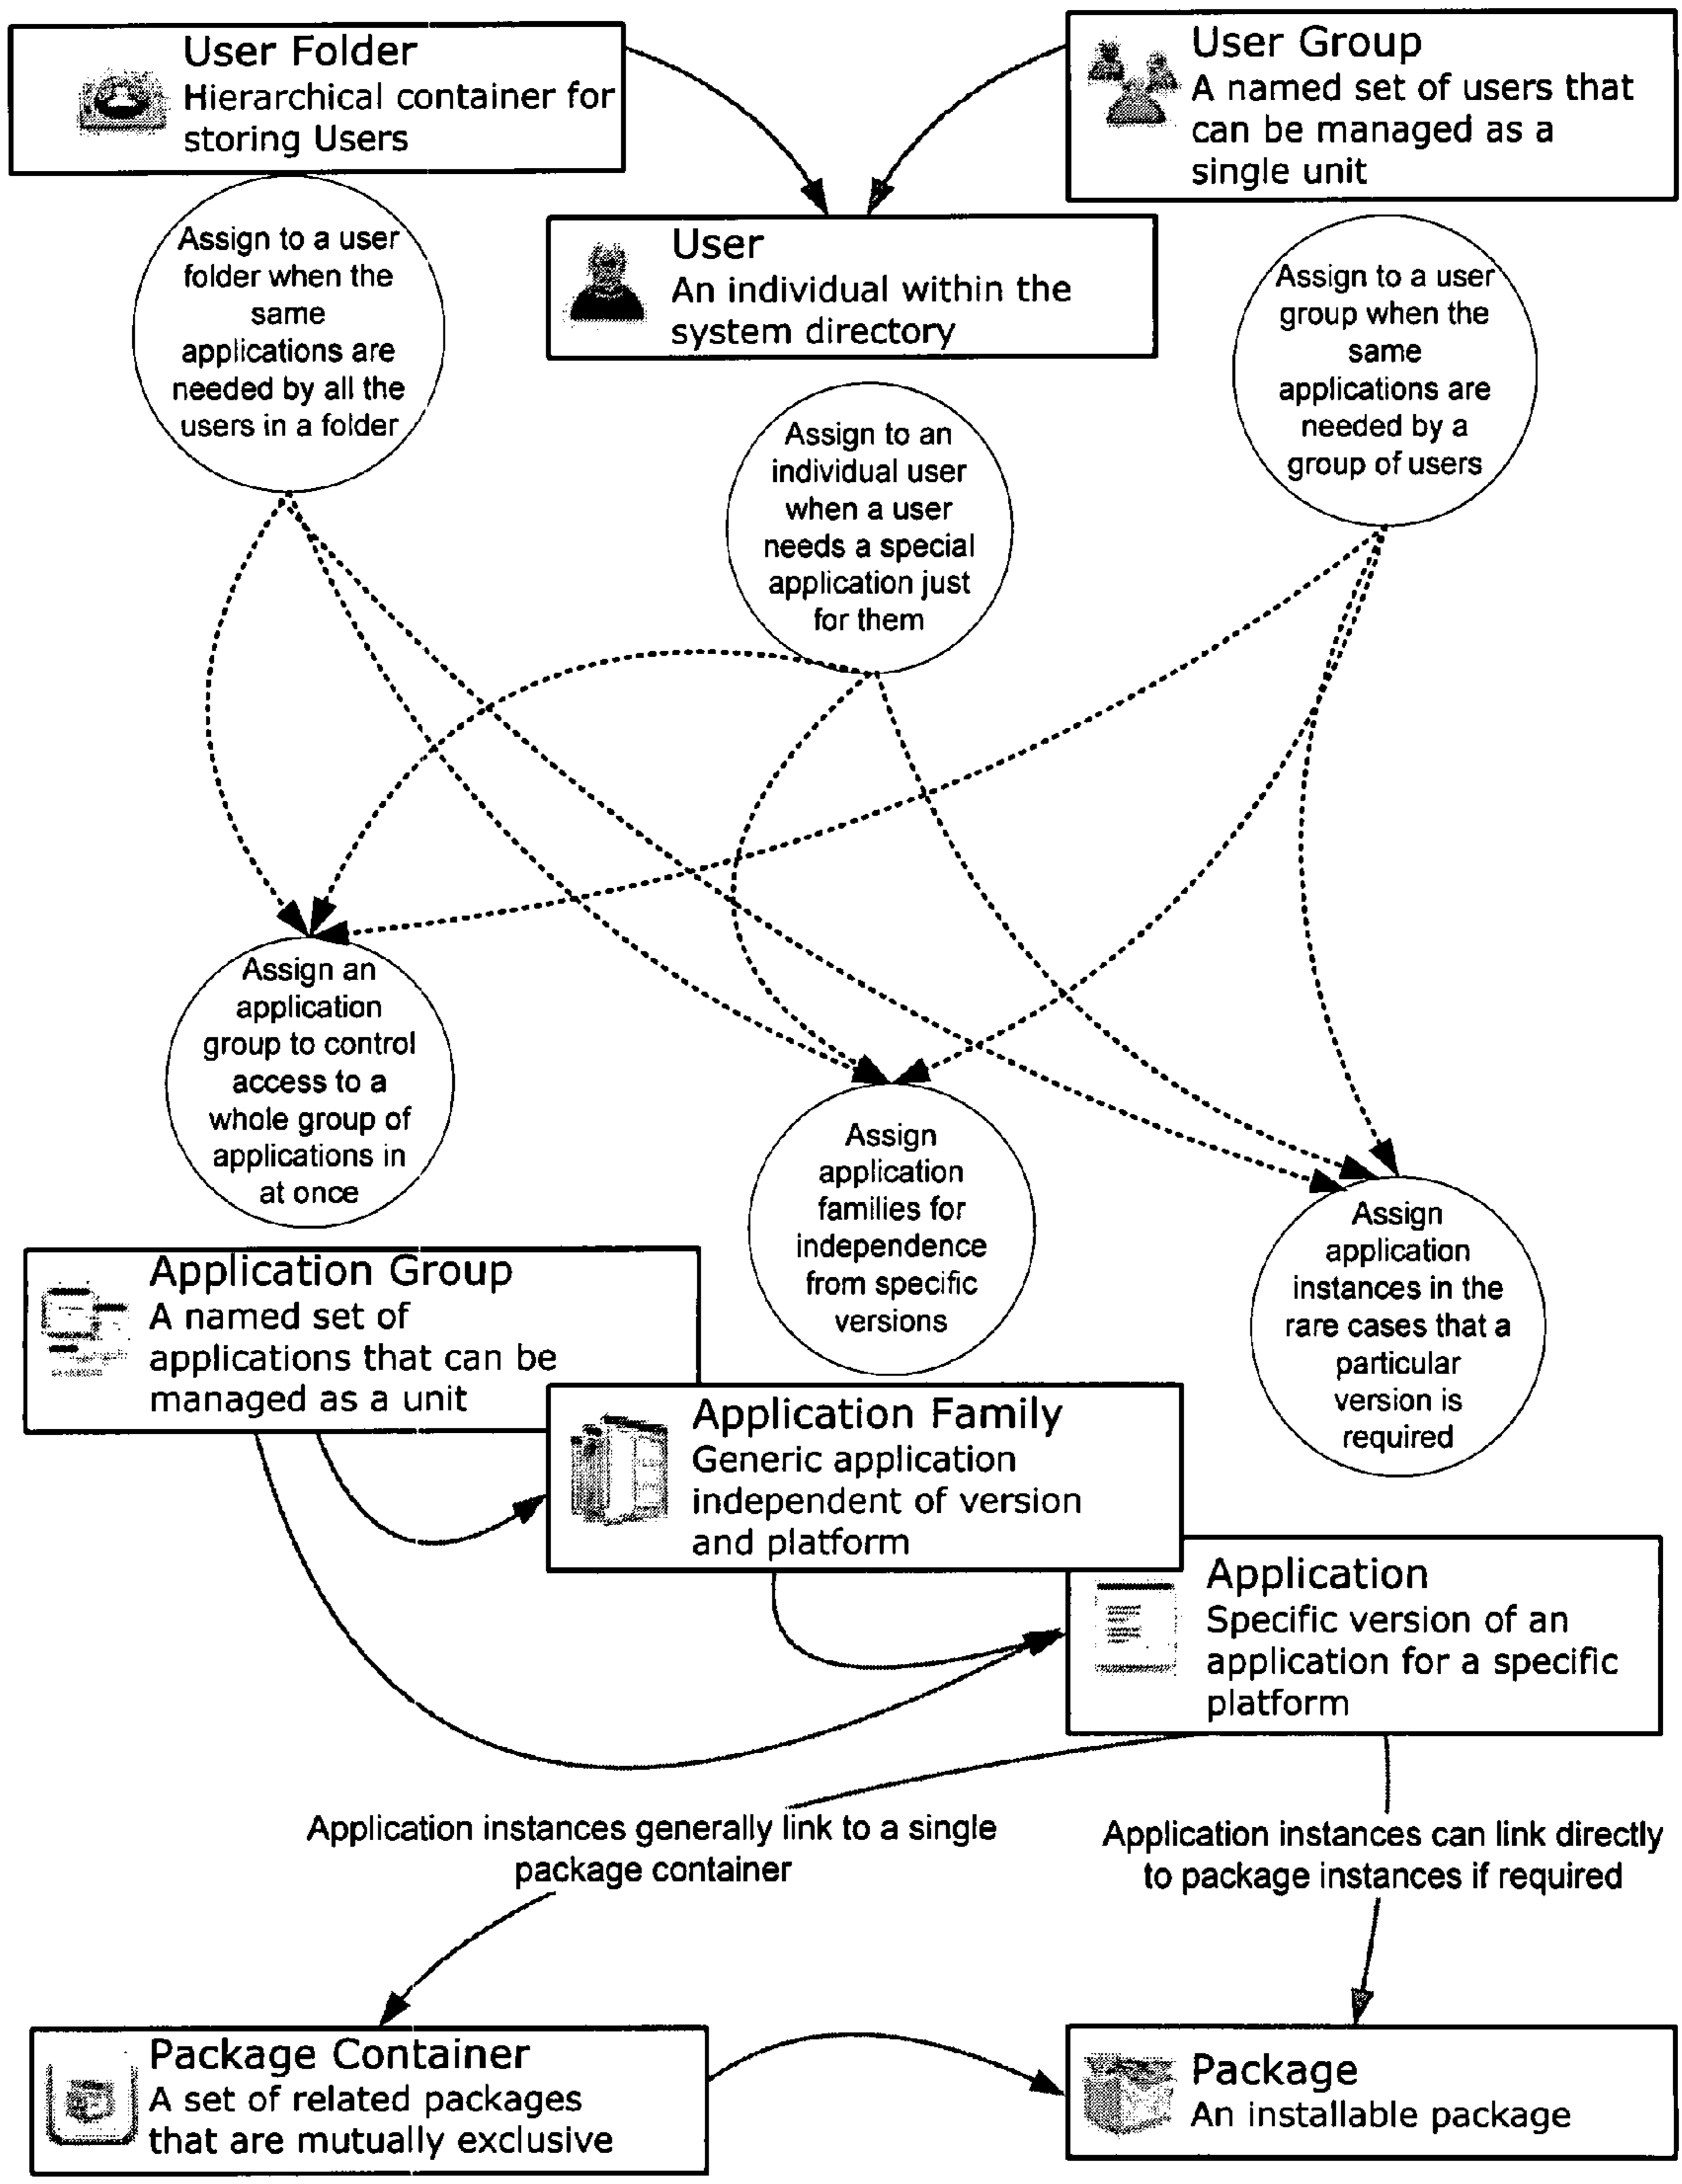 User Folder
Hierarchical container for
storing Users
User Group
A named set of users that
can be managed as a
single unit
User
An individual within the
system directory
Assign to a user
folder when the
same
applications are
needed by all the
users in a folder
Assign to an
individual user
when a user
needs a special
application just
for them
Assign to a user
group when the
same
applications are
needed by a
group of users
Assign an
application
group to control
access to a
whole group of
applications in
at once
Assign
application
families for
independence
from specific
versions
Assign
application
instances in the
rare cases that a
particular
version is
required
Application Group
A named set of
applications that can be
managed as a unit
Application Family
Generic application
independent of version
and platform
Application
Specific version of an
application for a specific
platform
Application instances generally link to a single
package container
Application instances can link directly
to package instances if required
Package Container
A set of related packages
that are mutually exclusive
Package
An installable package